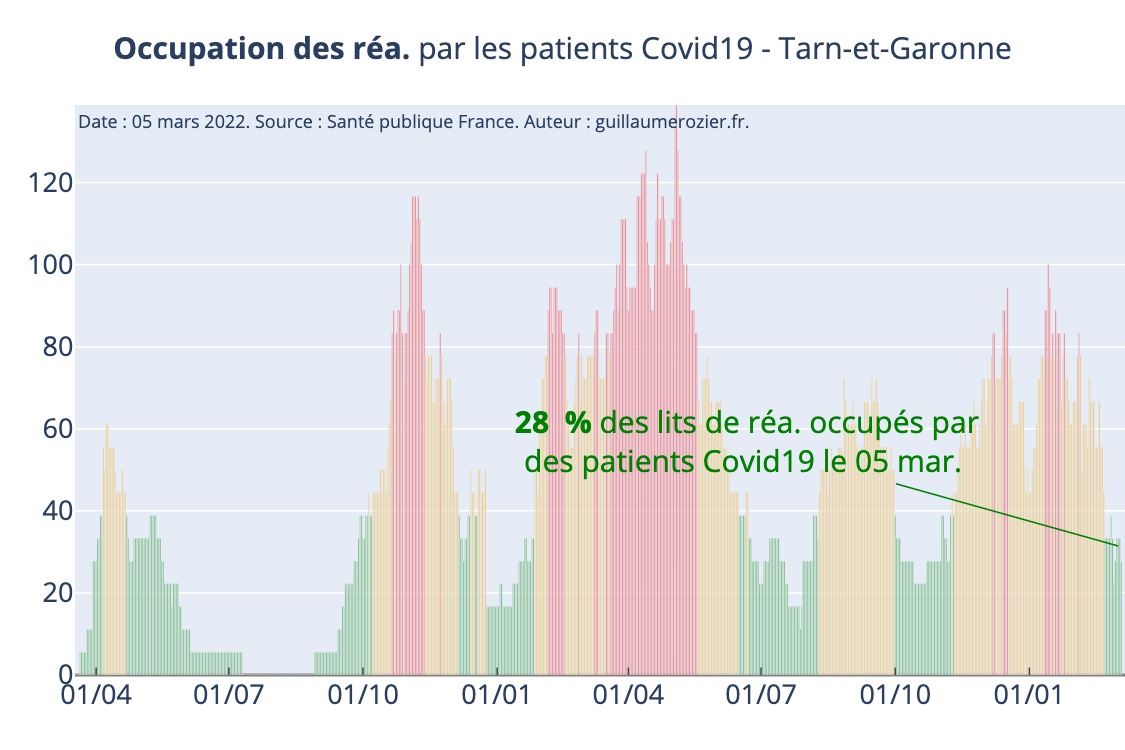 Occupation des réa. par les patients Covid19 - Tarn-et-Garonne
Date : 05 mars 2022. Source : Santé publique France. Auteur : guillaumerozier.fr.
120
100
80
60
40
20
0
28 % des lits de réa. occupés par
des patients Covid19 le 05 mar.
01/04 01/07 01/10 01/01 01/04 01/07 01/10 01/01